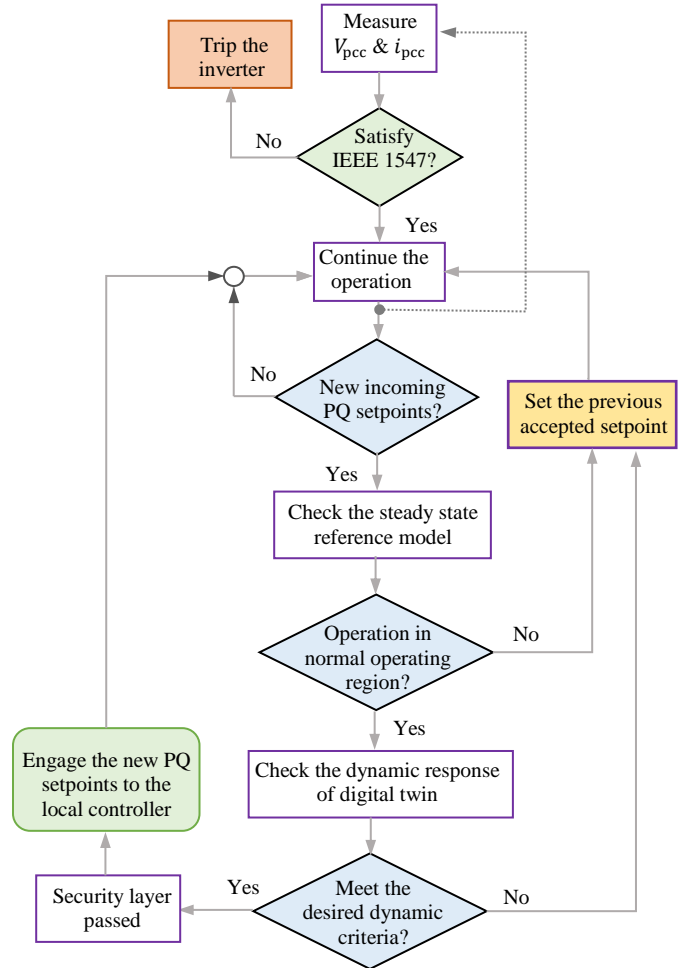 Measure
V_pcc & i_pcc
Trip the
inverter
No
Satisfy
IEEE 1547?
Yes
Continue the
operation
No
New incoming
PQ setpoints?
Set the previous
accepted setpoint
Yes
Check the steady state
reference model
Operation in
normal operating
region?
No
Yes
Engage the new PQ
setpoints to the
local controller
Check the dynamic response
of digital twin
Security layer
passed
Yes
Meet the
desired dynamic
criteria?
No